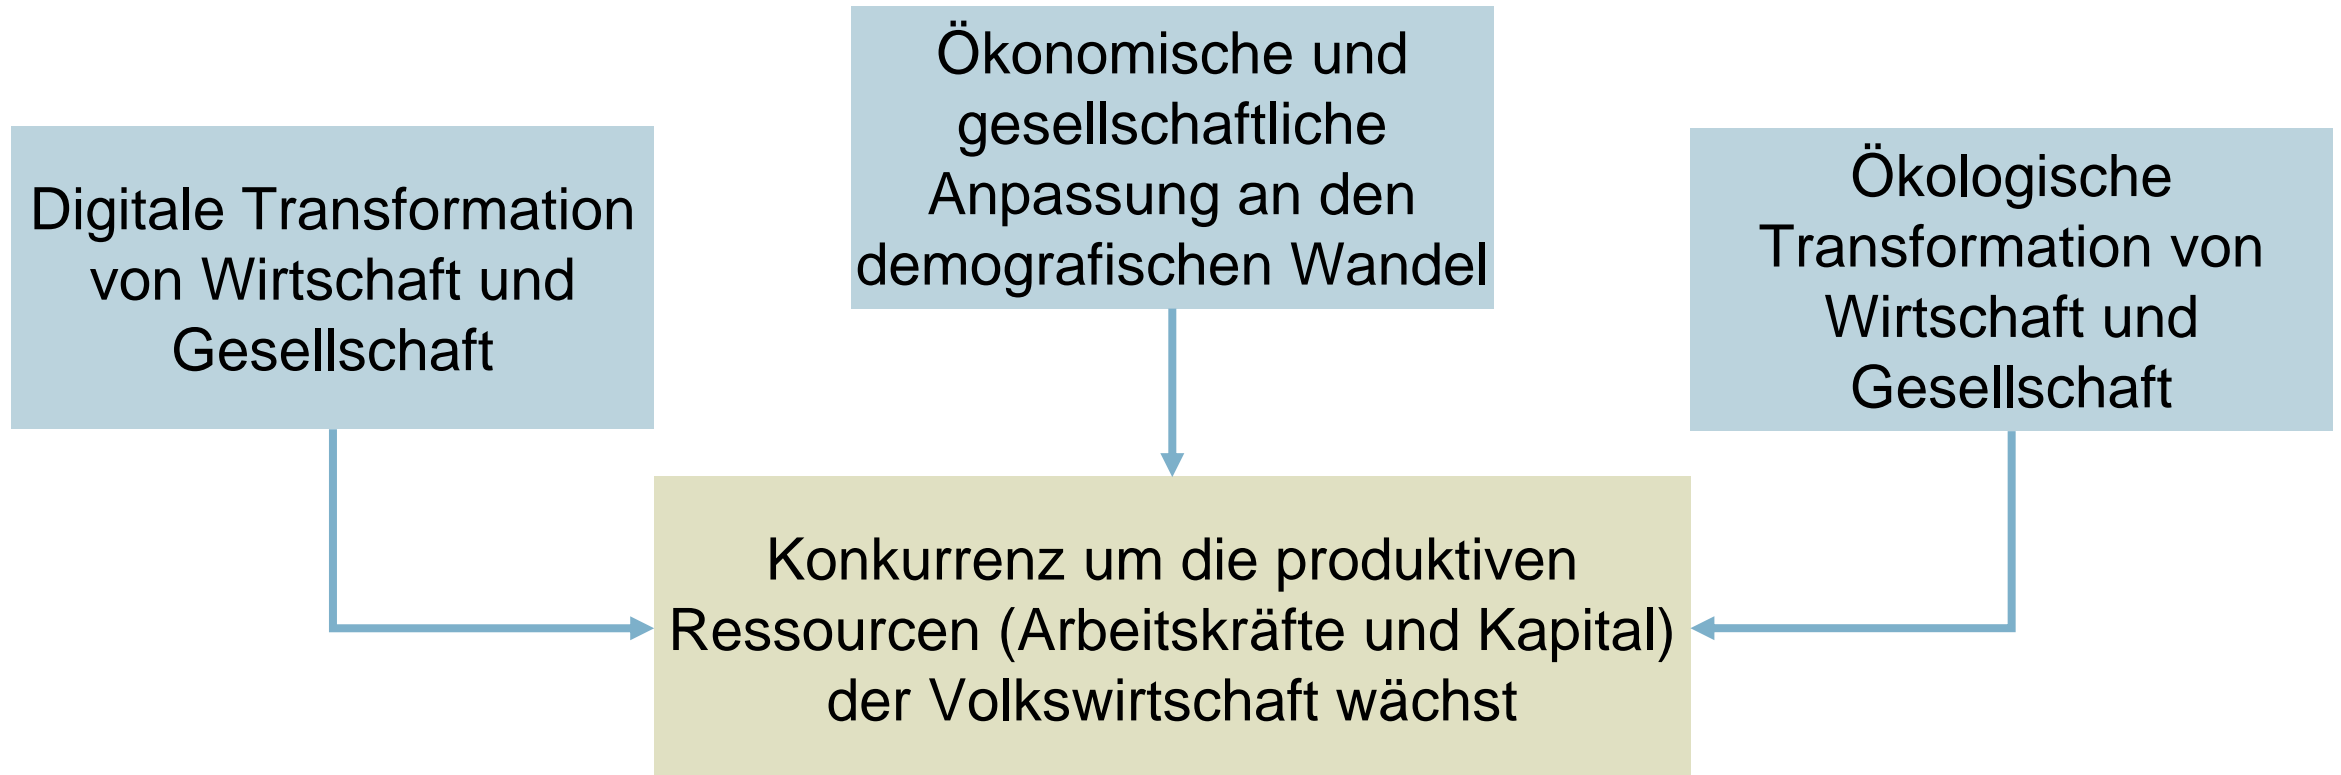 Digitale Transformation
von Wirtschaft und
Gesellschaft
Ökonomische und
gesellschaftliche
Anpassung an den
demografischen Wandel
Ökologische
Transformation von
Wirtschaft und
Gesellschaft
Konkurrenz um die produktiven
Ressourcen (Arbeitskräfte und Kapital)
der Volkswirtschaft wächst